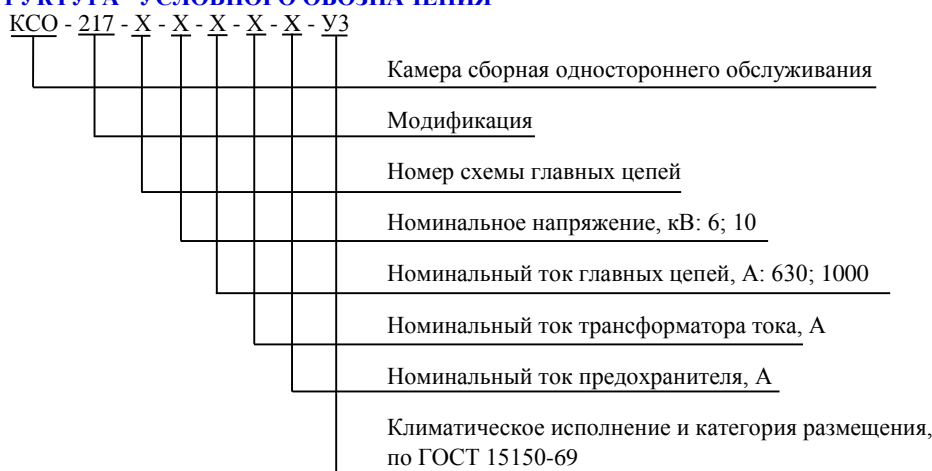 УСЛОВНОГО ОБОЗНАЧЕНИЯ
КСО - 217 - Х - Х - Х - Х - Х - У3
Камера сборная одностороннего обслуживания
Модификация
Номер схемы главных цепей
Номинальное напряжение, кВ: 6; 10
Номинальный ток главных цепей, А: 630; 1000
Номинальный ток трансформатора тока, А
Номинальный ток предохранителя, А
Климатическое исполнение и категория размещения,
по ГОСТ 15150-69